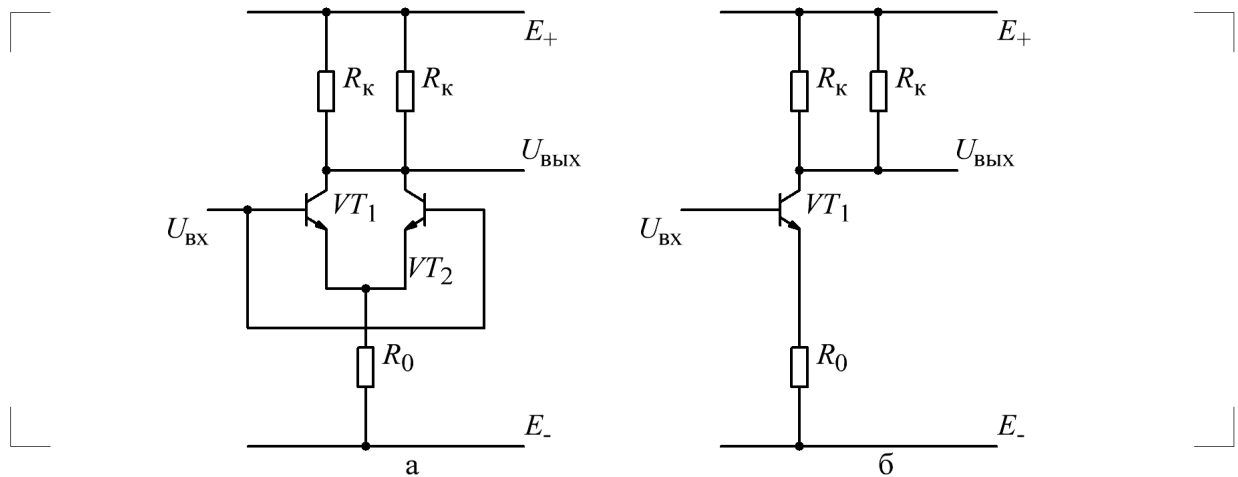 E+ E+
Rк Rк Rк Rк
Uвых Uвых
VT1 VT1
Uвх Uвх
VT2
R0 R0
E- E-
а б